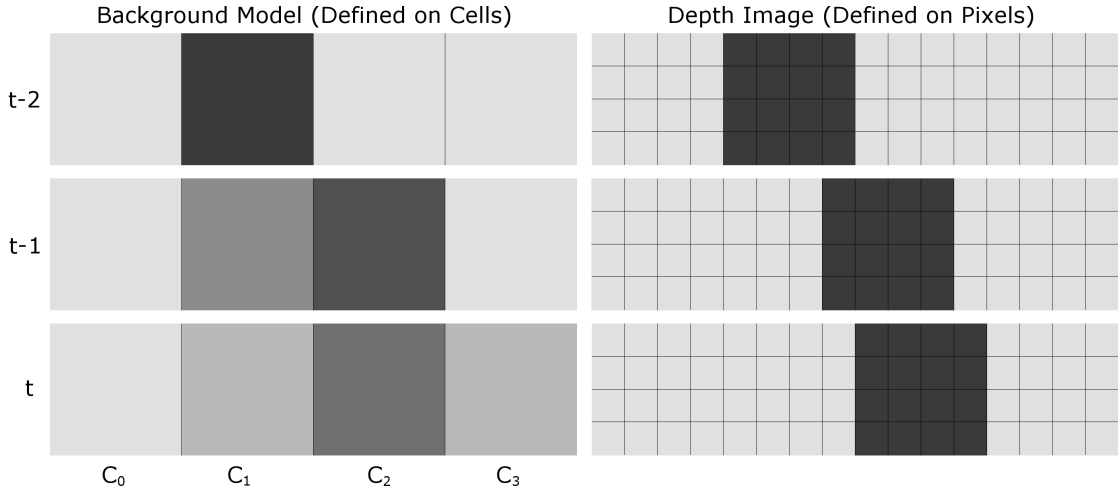 Background Model (Defined on Cells)
Depth Image (Defined on Pixels)
t-2
t-1
t
C₀
C₁
C₂
C₃